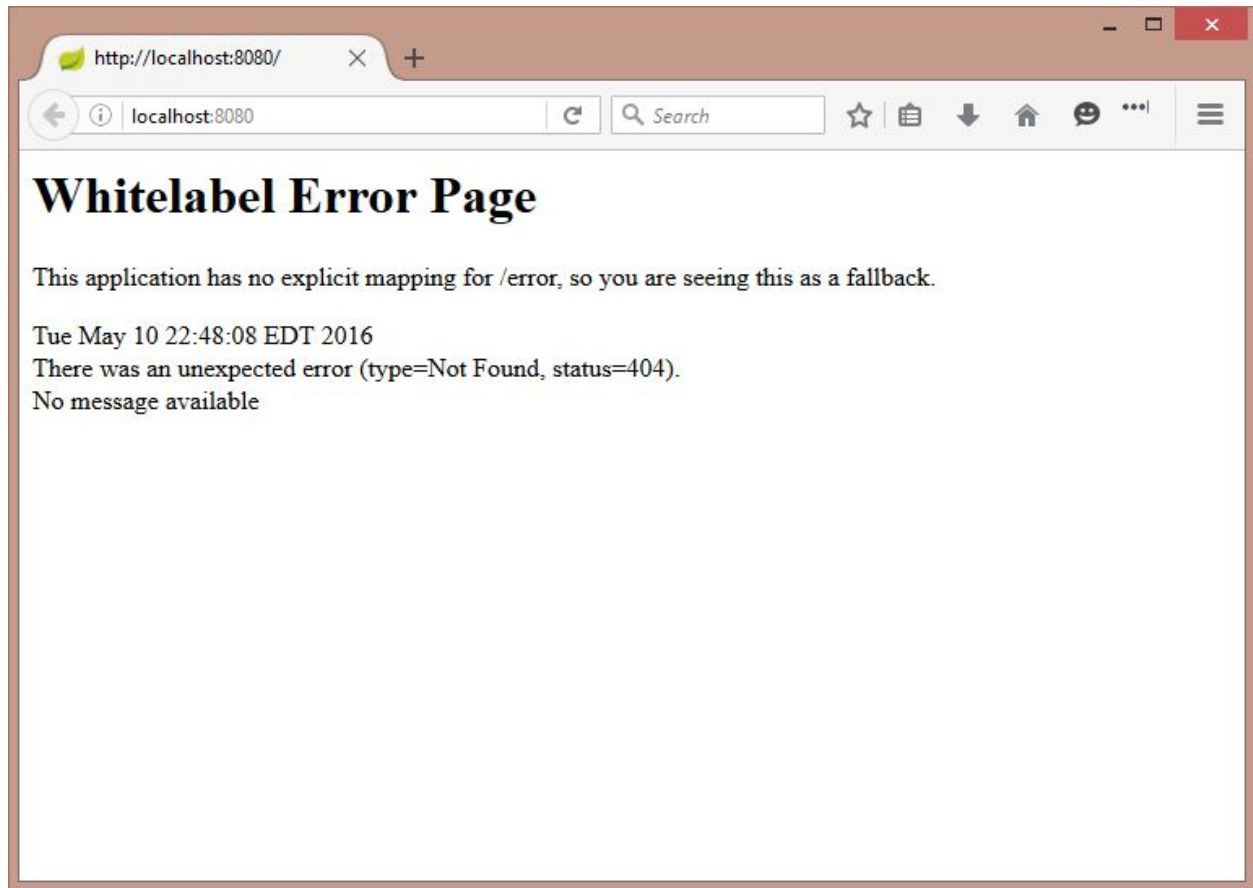 http://localhost:8080/
localhost:8080
Search
Whitelabel Error Page
This application has no explicit mapping for /error, so you are seeing this as a fallback.
Tue May 10 22:48:08 EDT 2016
There was an unexpected error (type=Not Found, status=404).
No message available